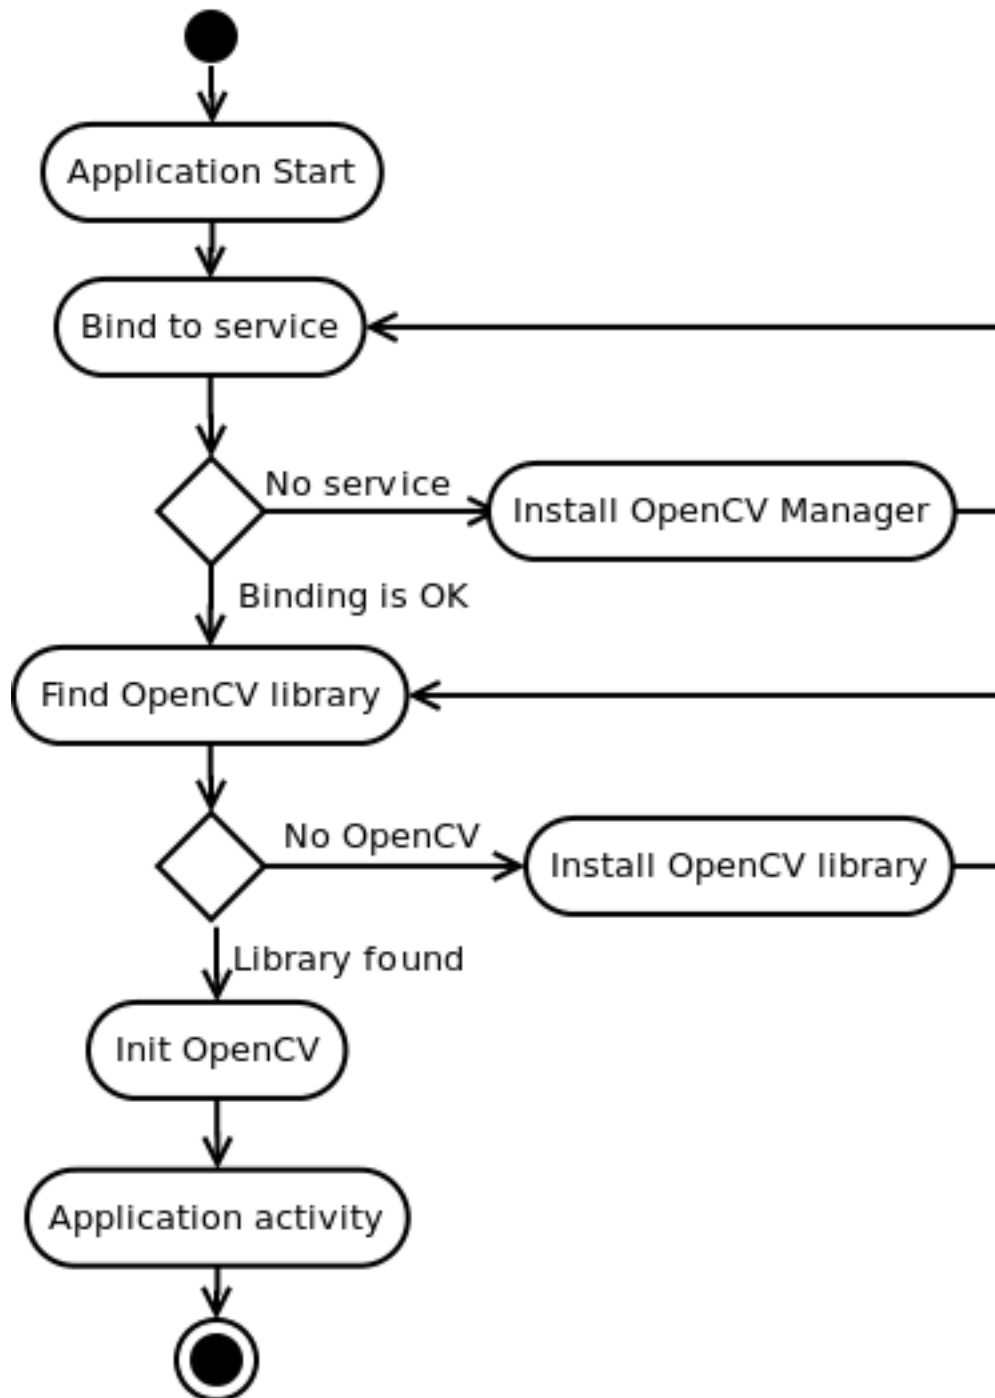 Application Start
Bind to service
No service
Install OpenCV Manager
Binding is OK
Find OpenCV library
No OpenCV
Install OpenCV library
Library found
Init OpenCV
Application activity